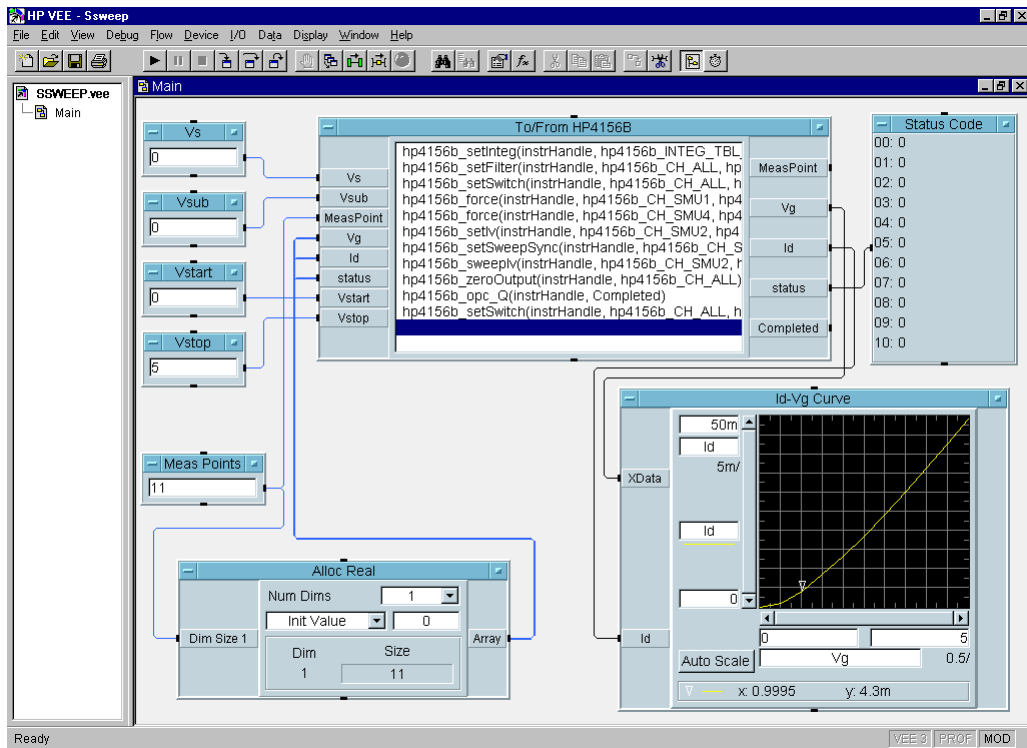 HP VEE - Ssweep
File Edit View Debug Flow Device I/O Data Display Window Help
SSWEEP.vee
Main
Main
Vs
0
Vsub
0
Vstart
0
Vstop
5
Meas Points
11
To/From HP4156B
Vs
Vsub
MeasPoint
Vg
Id
status
Vstart
Vstop
hp4156b_setInteg(instrHandle, hp4156b_INTEG_TBL_
hp4156b_setFilter(instrHandle, hp4156b_CH_ALL, hp
hp4156b_setSwitch(instrHandle, hp4156b_CH_ALL, h
hp4156b_force(instrHandle, hp4156b_CH_SMU1, hp4
hp4156b_force(instrHandle, hp4156b_CH_SMU4, hp4
hp4156b_setIv(instrHandle, hp4156b_CH_SMU2, hp4
hp4156b_setSweepSync(instrHandle, hp4156b_CH_S
hp4156b_sweepIv(instrHandle, hp4156b_CH_SMU2, h
hp4156b_zeroOutput(instrHandle, hp4156b_CH_ALL)
hp4156b_opc_Q(instrHandle, Completed)
hp4156b_setSwitch(instrHandle, hp4156b_CH_ALL, h
MeasPoint
Vg
Id
status
Completed
Status Code
00: 0
01: 0
02: 0
03: 0
04: 0
05: 0
06: 0
07: 0
08: 0
09: 0
10: 0
Alloc Real
Num Dims 1
Init Value 0
Dim Size 1
Dim Size
1 11
Array
Id-Vg Curve
XData
Id
50m
Id
5m/
Id
0
0 5
Auto Scale Vg 0.5/
x: 0.9995 y: 4.3m
Ready
VEE 3 PROF MOD